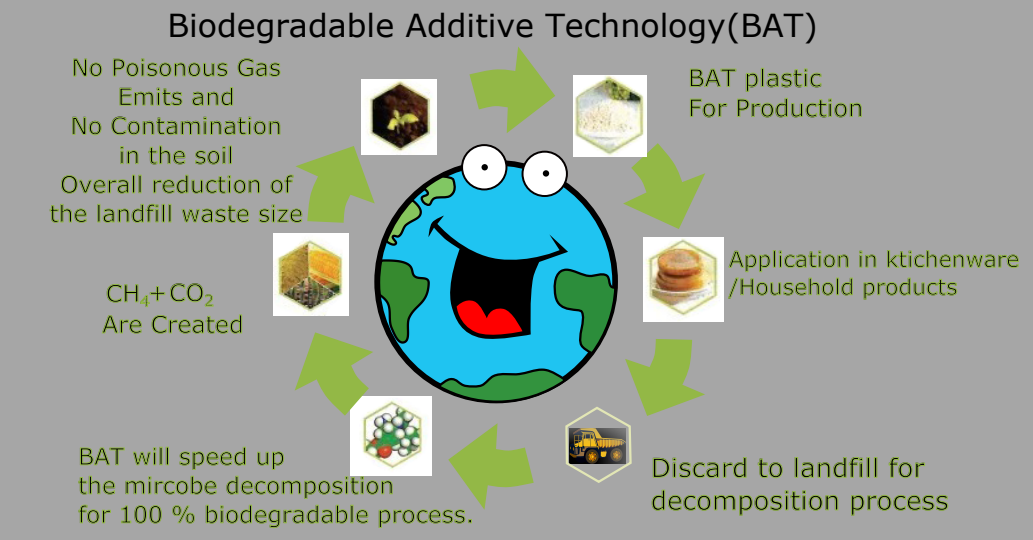 Biodegradable Additive Technology(BAT)
No Poisonous Gas
Emits and
No Contamination
in the soil
Overall reduction of
the landfill waste size
BAT plastic
For Production
Application in ktichenware
/Household products
CH₄+CO₂
Are Created
BAT will speed up
the mircobe decomposition
for 100 % biodegradable process.
Discard to landfill for
decomposition process